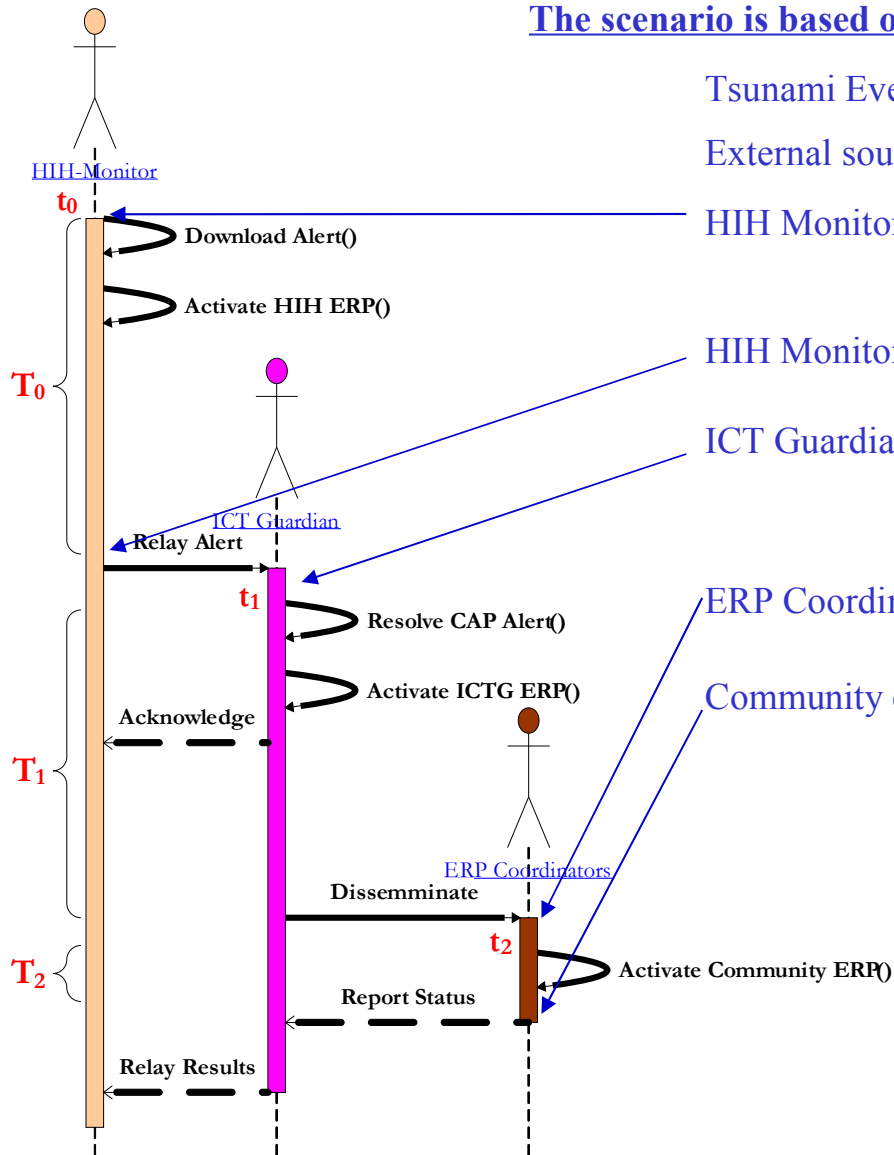 The scenario is based o
Tsunami Eve
External sou
HIH-Monitor
t0
HIH Monitor
Download Alert()
Activate HIH ERP()
HIH Monitor
T0
ICT Guardia
ICT Guardian
Relay Alert
t1
ERP Coordin
Resolve CAP Alert()
Activate ICTG ERP()
Community
Acknowledge
T1
ERP Coordinators
Dissemminate
t2
T2
Activate Community ERP()
Report Status
Relay Results